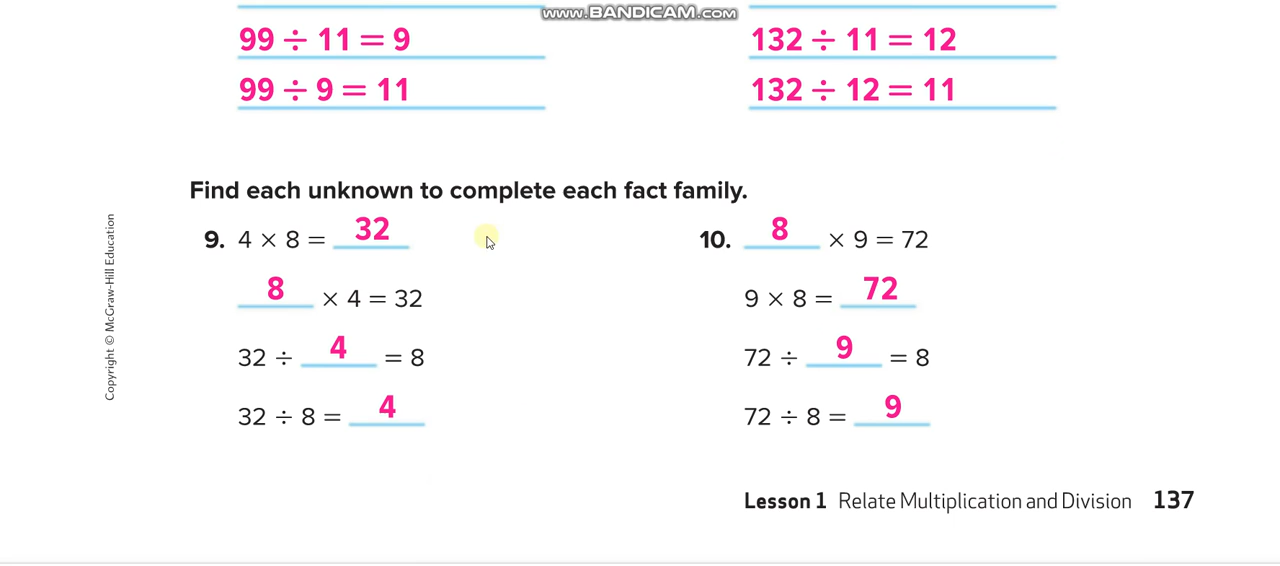 www.BANDICAM.com
99 ÷ 11 = 9
99 ÷ 9 = 11
132 ÷ 11 = 12
132 ÷ 12 = 11
Find each unknown to complete each fact family.
9. 4 × 8 = 32
8 × 4 = 32
32 ÷ 4 = 8
32 ÷ 8 = 4
10. 8 × 9 = 72
9 × 8 = 72
72 ÷ 9 = 8
72 ÷ 8 = 9
Copyright © McGraw-Hill Education
Lesson 1 Relate Multiplication and Division 137